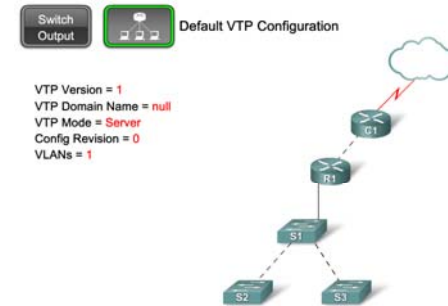 Switch
Output
Default VTP Configuration
VTP Version = 1
VTP Domain Name = null
VTP Mode = Server
Config Revision = 0
VLANs = 1
C1
R1
S1
S2
S3